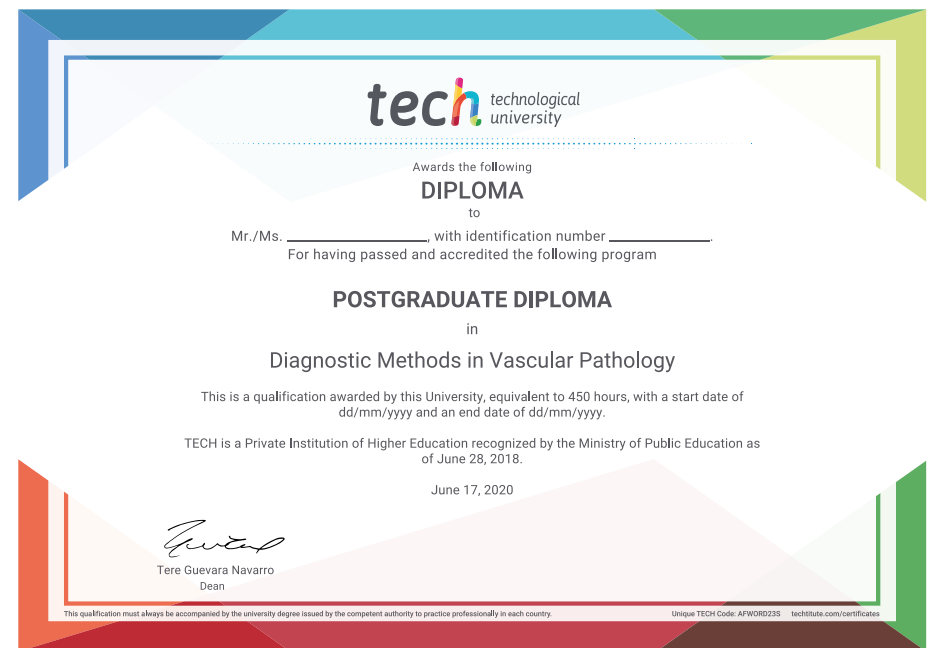 tech technological
university
Awards the following
DIPLOMA
to
Mr./Ms. ____________, with identification number ____________.
For having passed and accredited the following program
POSTGRADUATE DIPLOMA
in
Diagnostic Methods in Vascular Pathology
This is a qualification awarded by this University, equivalent to 450 hours, with a start date of
dd/mm/yyyy and an end date of dd/mm/yyyy.
TECH is a Private Institution of Higher Education recognized by the Ministry of Public Education as
of June 28, 2018.
June 17, 2020
Tere Guevara Navarro
Dean
This qualification must always be accompanied by the university degree issued by the competent authority to practice professionally in each country. Unique TECH Code: AFWORD23S techtitute.com/certificates